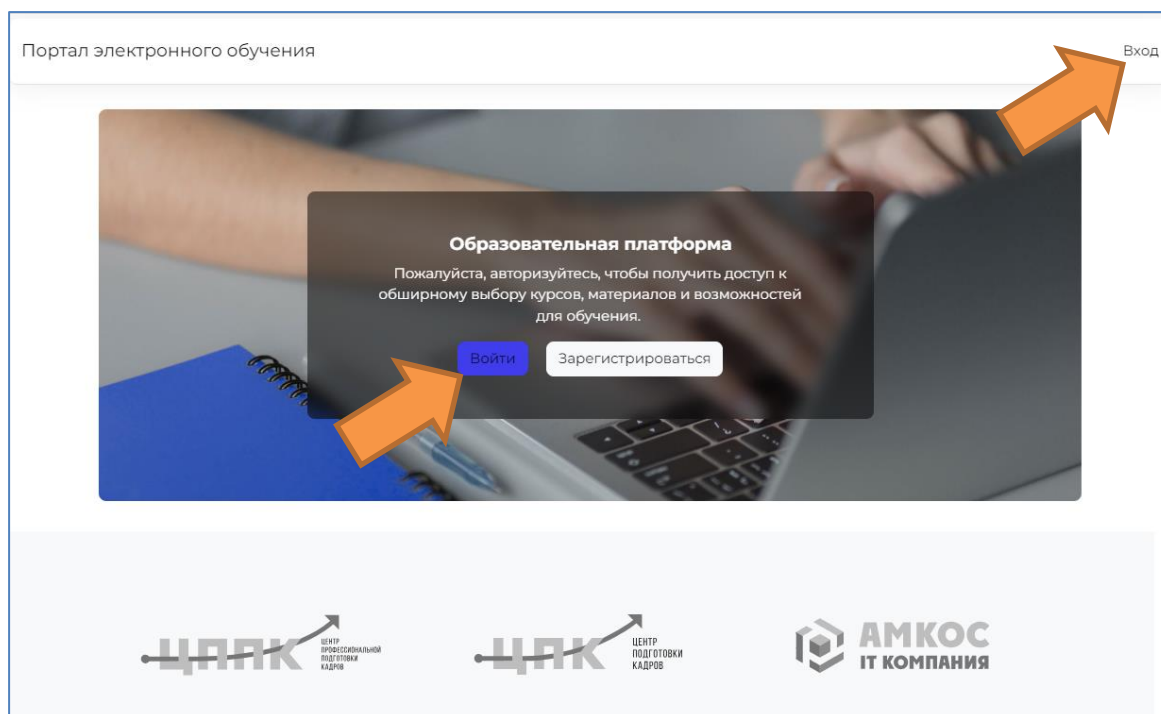 Портал электронного обучения
Вход
Образовательная платформа
Пожалуйста, авторизуйтесь, чтобы получить доступ к
обширному выбору курсов, материалов и возможностей
для обучения.
Войти
Зарегистрироваться
ЦППК
ЦЕНТР
ПРОФЕССИОНАЛЬНОЙ
ПОДГОТОВКИ
КАДРОВ
ЦПК
ЦЕНТР
ПОДГОТОВКИ
КАДРОВ
АМКОС
IT КОМПАНИЯ